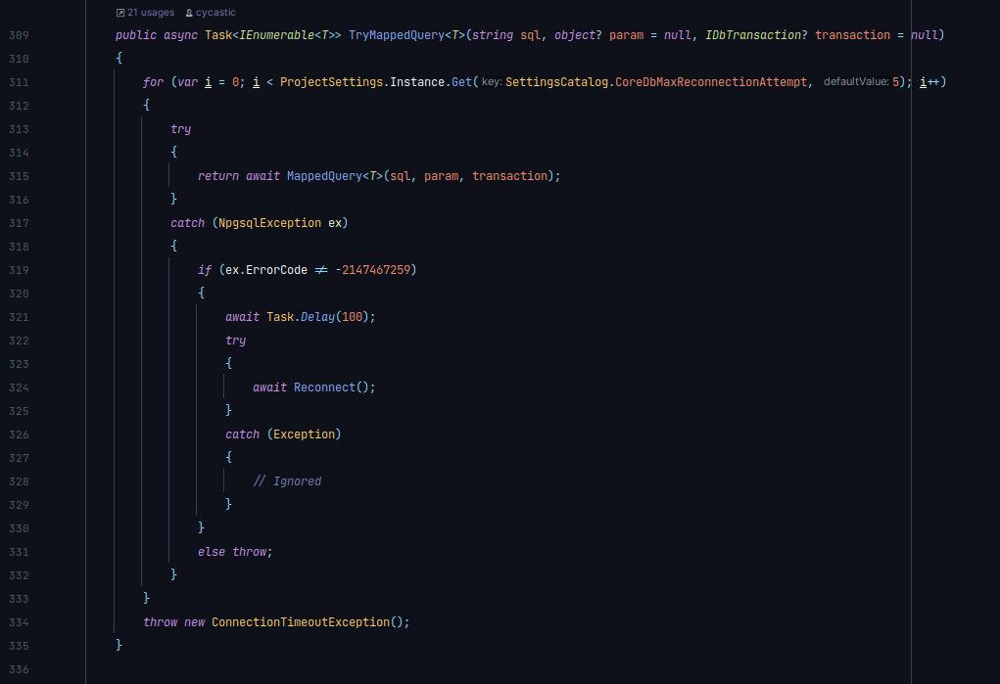 21 usages cycastic
309 public async Task<IEnumerable<T>> TryMappedQuery<T>(string sql, object? param = null, IDbTransaction? transaction = null)
310 {
311 for (var i = 0; i < ProjectSettings.Instance.Get( key: SettingsCatalog.CoreDbMaxReconnectionAttempt, defaultValue: 5); i++)
312 {
313 try
314 {
315 return await MappedQuery<T>(sql, param, transaction);
316 }
317 catch (NpgsqlException ex)
318 {
319 if (ex.ErrorCode != -2147467259)
320 {
321 await Task.Delay(100);
322 try
323 {
324 await Reconnect();
325 }
326 catch (Exception)
327 {
328 // Ignored
329 }
330 }
331 else throw;
332 }
333 }
334 throw new ConnectionTimeoutException();
335 }
336